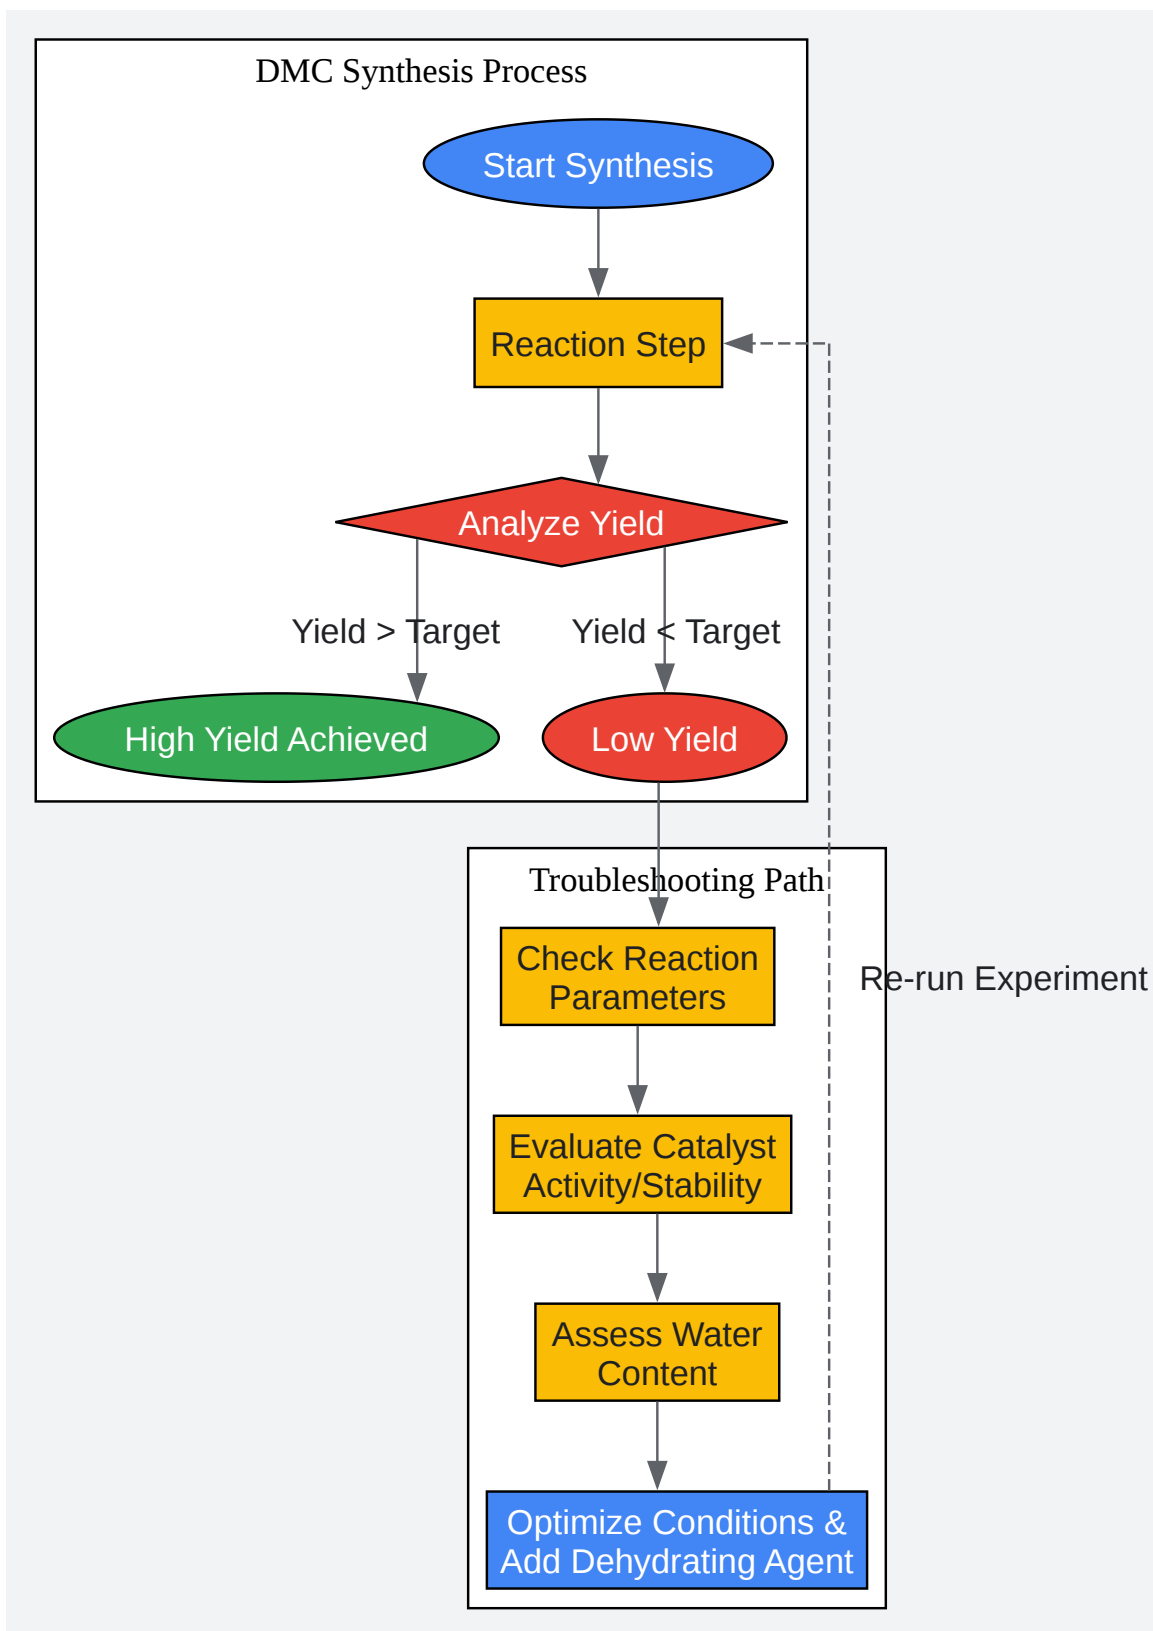 DMC Synthesis Process
Start Synthesis
Reaction Step
Analyze Yield
Yield > Target
Yield < Target
High Yield Achieved
Low Yield
Troubleshooting Path
Check Reaction
Parameters
Re-run Experiment
Evaluate Catalyst
Activity/Stability
Assess Water
Content
Optimize Conditions &
Add Dehydrating Agent